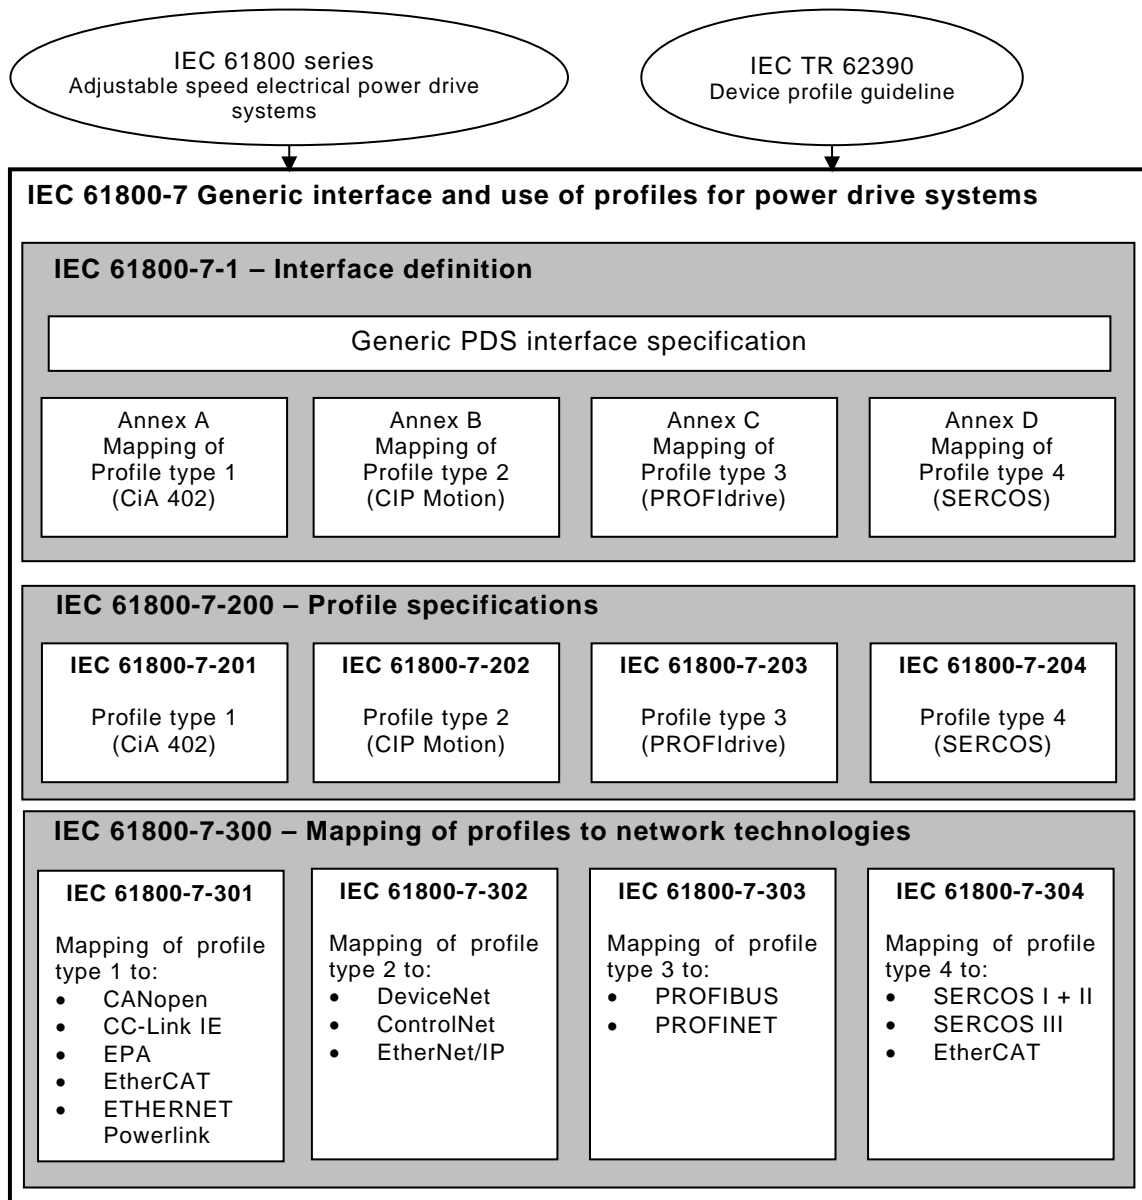 IEC 61800 series
Adjustable speed electrical power drive
systems
IEC TR 62390
Device profile guideline
IEC 61800-7 Generic interface and use of profiles for power drive systems
IEC 61800-7-1 – Interface definition
Generic PDS interface specification
Annex A
Mapping of
Profile type 1
(CiA 402)
Annex B
Mapping of
Profile type 2
(CIP Motion)
Annex C
Mapping of
Profile type 3
(PROFIdrive)
Annex D
Mapping of
Profile type 4
(SERCOS)
IEC 61800-7-200 – Profile specifications
IEC 61800-7-201
Profile type 1
(CiA 402)
IEC 61800-7-202
Profile type 2
(CIP Motion)
IEC 61800-7-203
Profile type 3
(PROFIdrive)
IEC 61800-7-204
Profile type 4
(SERCOS)
IEC 61800-7-300 – Mapping of profiles to network technologies
IEC 61800-7-301
Mapping of profile
type 1 to:
• CANopen
• CC-Link IE
• EPA
• EtherCAT
• ETHERNET
Powerlink
IEC 61800-7-302
Mapping of profile
type 2 to:
• DeviceNet
• ControlNet
• EtherNet/IP
IEC 61800-7-303
Mapping of profile
type 3 to:
• PROFIBUS
• PROFINET
IEC 61800-7-304
Mapping of profile
type 4 to:
• SERCOS I + II
• SERCOS III
• EtherCAT